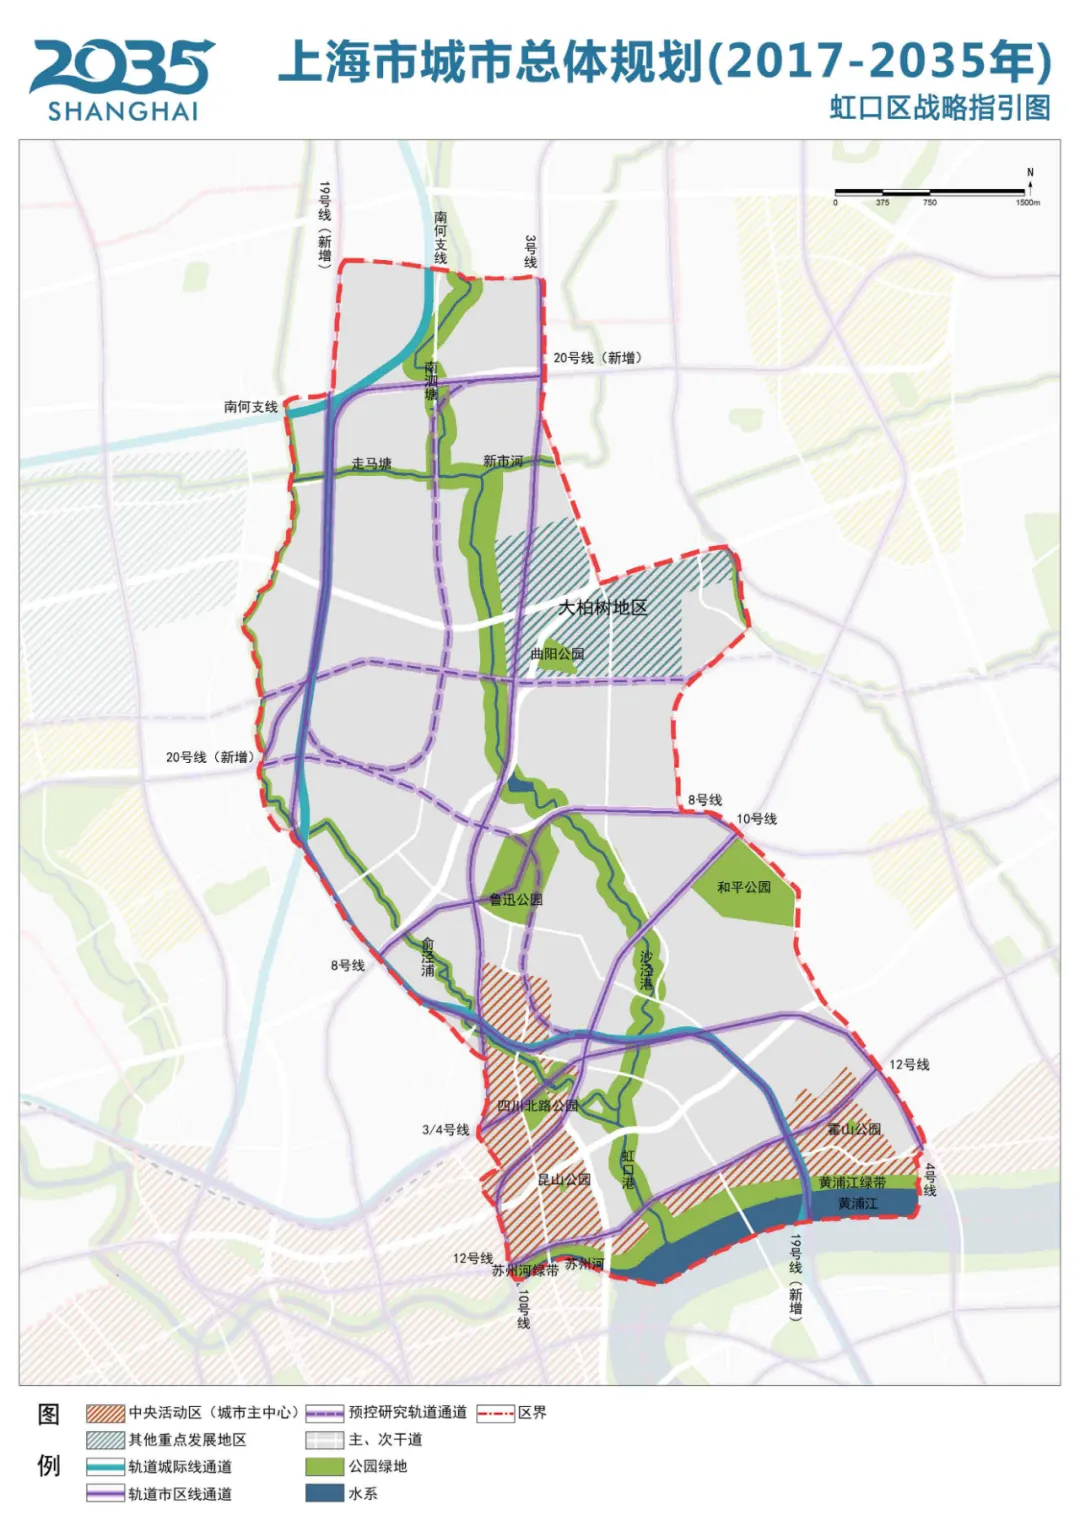 2035
SHANGHAI
上海市城市总体规划(2017-2035年)
虹口区战略指引图
N
0 375 750 1500m
19号线（新增）
南何支线
3号线
20号线（新增）
南泗塘
南何支线
走马塘
新市河
大柏树地区
曲阳公园
20号线（新增）
8号线
10号线
和平公园
鲁迅公园
俞泾浦
沙泾港
8号线
12号线
四川北路公园
3/4号线
霍山公园
虹口港
昆山公园
4号线
黄浦江绿带
黄浦江
12号线
苏州河绿带
苏州河
10号线
19号线（新增）
图例
中央活动区（城市主中心）
预控研究轨道通道
区界
其他重点发展地区
主、次干道
轨道城际线通道
公园绿地
轨道市区线通道
水系